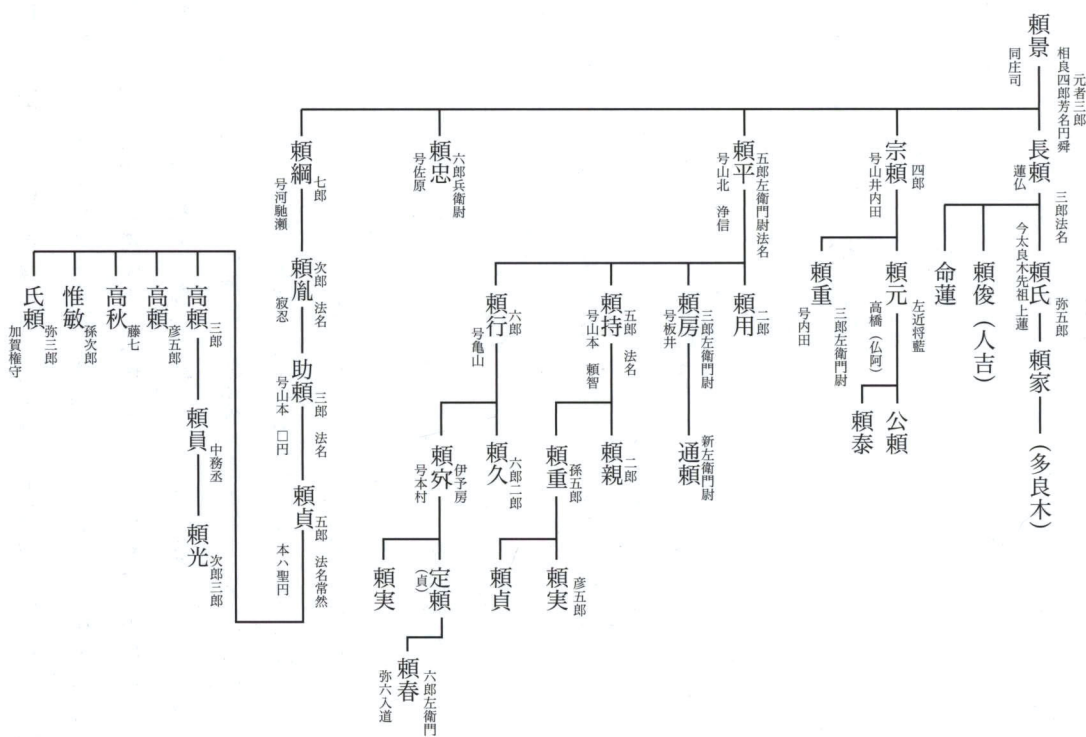 頼景
元者三郎
相良四郎芳名円舜
同庄司
長頼
三郎法名
蓮仏
頼氏
弥五郎
今太良木先祖上蓮
頼家
(多良木)
頼俊(人吉)
命蓮
宗頼
四郎
号山井内田
頼元
左近将藍
高橋(仏阿)
公頼
頼泰
頼重
三郎左衛門尉
号内田
頼平
五郎左衛門尉法名
号山北 浄信
頼用
二郎
頼房
三郎左衛門尉
号板井
通頼
新左衛門尉
頼持
五郎 法名
号山本 頼智
頼親
二郎
頼重
孫五郎
頼実
彦五郎
頼貞
頼行
六郎
号亀山
頼久
六郎二郎
頼㝹
伊予房
号本村
定頼
(貞)
頼春
六郎左衛門
弥六入道
頼実
頼忠
六郎兵衛尉
号佐原
頼綱
七郎
号河馳瀬
頼胤
次郎 法名
寂忍
助頼
三郎 法名
号山本 □円
頼貞
五郎 法名常然
本ハ聖円
高頼
三郎
頼員
中務丞
頼光
次郎三郎
高頼
彦五郎
高秋
藤七
惟敏
孫次郎
氏頼
弥三郎
加賀権守